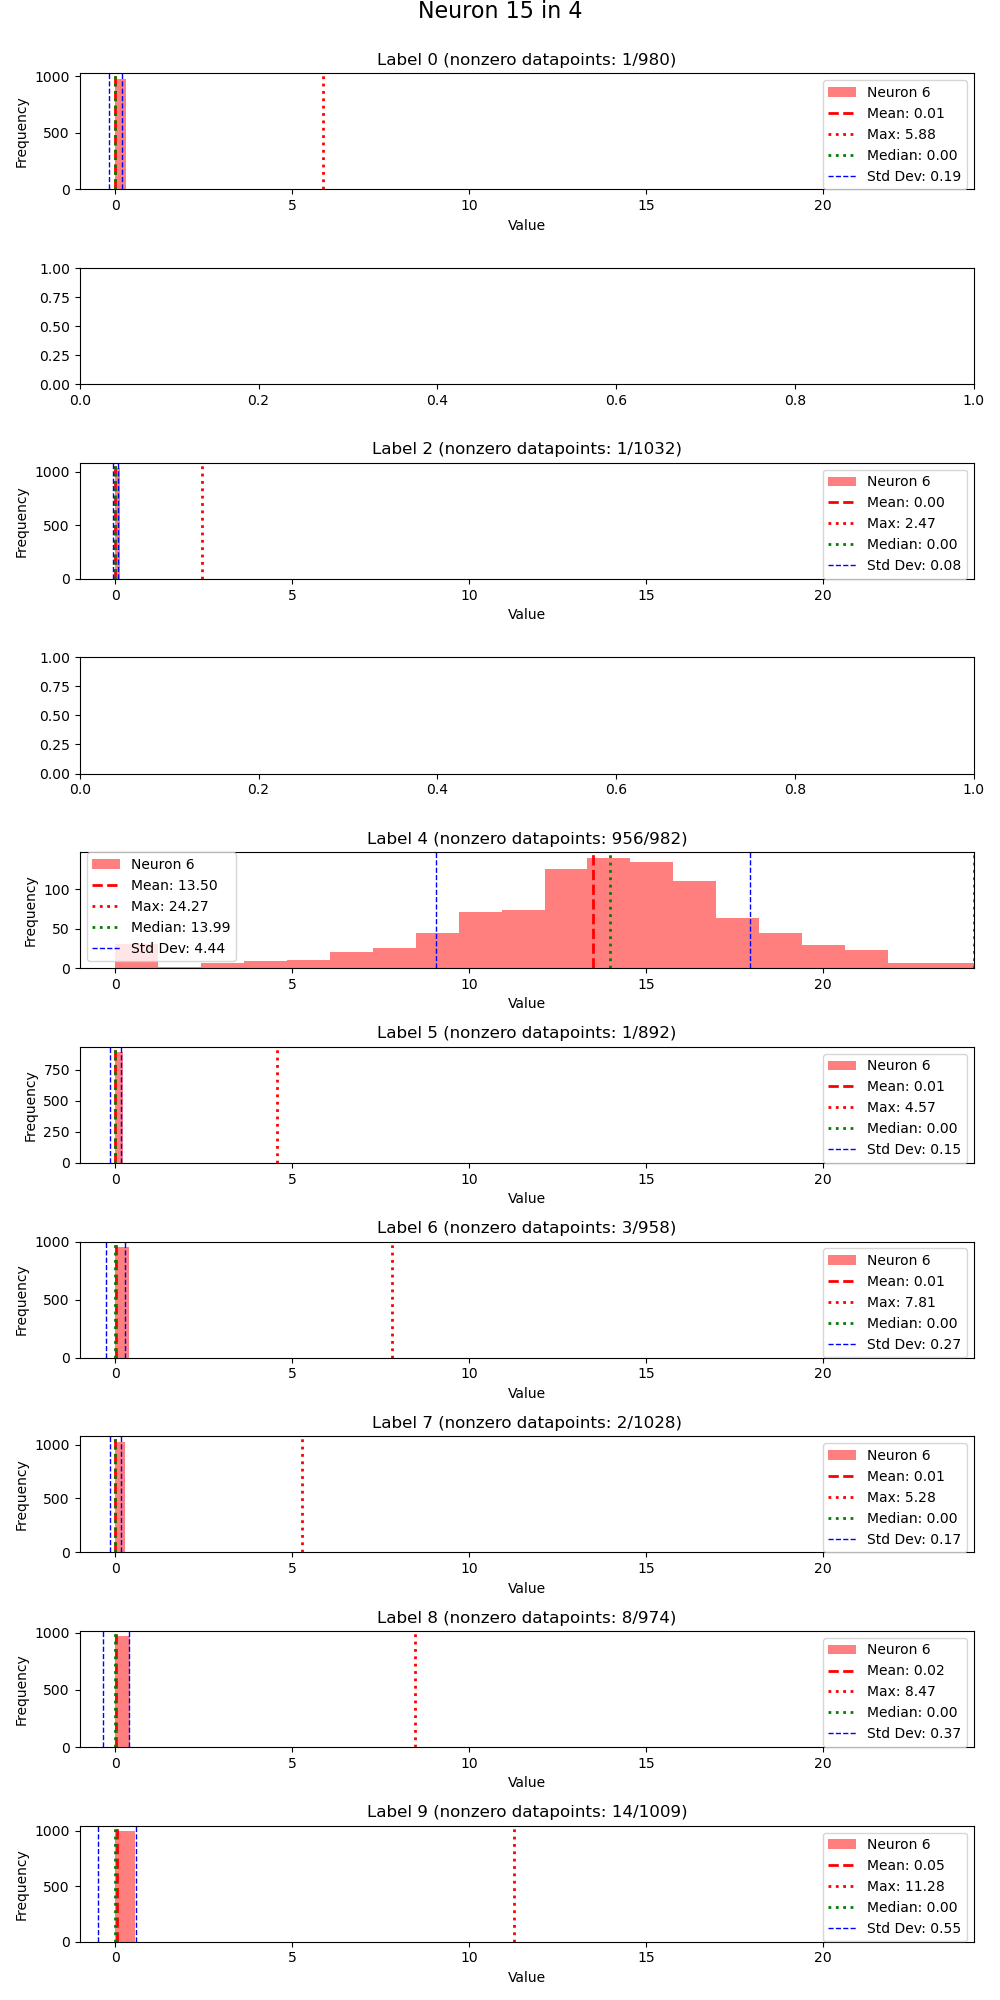 Neuron 15 in 4
Label 0 (nonzero datapoints: 1/980)
Frequency
1000
500
0
Neuron 6
Mean: 0.01
Max: 5.88
Median: 0.00
Std Dev: 0.19
0 5 10 15 20
Value
1.00
0.75
0.50
0.25
0.00
0.0 0.2 0.4 0.6 0.8 1.0
Label 2 (nonzero datapoints: 1/1032)
Frequency
1000
500
0
Neuron 6
Mean: 0.00
Max: 2.47
Median: 0.00
Std Dev: 0.08
0 5 10 15 20
Value
1.00
0.75
0.50
0.25
0.00
0.0 0.2 0.4 0.6 0.8 1.0
Label 4 (nonzero datapoints: 956/982)
Frequency
100
50
0
Neuron 6
Mean: 13.50
Max: 24.27
Median: 13.99
Std Dev: 4.44
0 5 10 15 20
Value
Label 5 (nonzero datapoints: 1/892)
Frequency
750
500
250
0
Neuron 6
Mean: 0.01
Max: 4.57
Median: 0.00
Std Dev: 0.15
0 5 10 15 20
Value
Label 6 (nonzero datapoints: 3/958)
Frequency
1000
500
0
Neuron 6
Mean: 0.01
Max: 7.81
Median: 0.00
Std Dev: 0.27
0 5 10 15 20
Value
Label 7 (nonzero datapoints: 2/1028)
Frequency
1000
500
0
Neuron 6
Mean: 0.01
Max: 5.28
Median: 0.00
Std Dev: 0.17
0 5 10 15 20
Value
Label 8 (nonzero datapoints: 8/974)
Frequency
1000
500
0
Neuron 6
Mean: 0.02
Max: 8.47
Median: 0.00
Std Dev: 0.37
0 5 10 15 20
Value
Label 9 (nonzero datapoints: 14/1009)
Frequency
1000
500
0
Neuron 6
Mean: 0.05
Max: 11.28
Median: 0.00
Std Dev: 0.55
0 5 10 15 20
Value